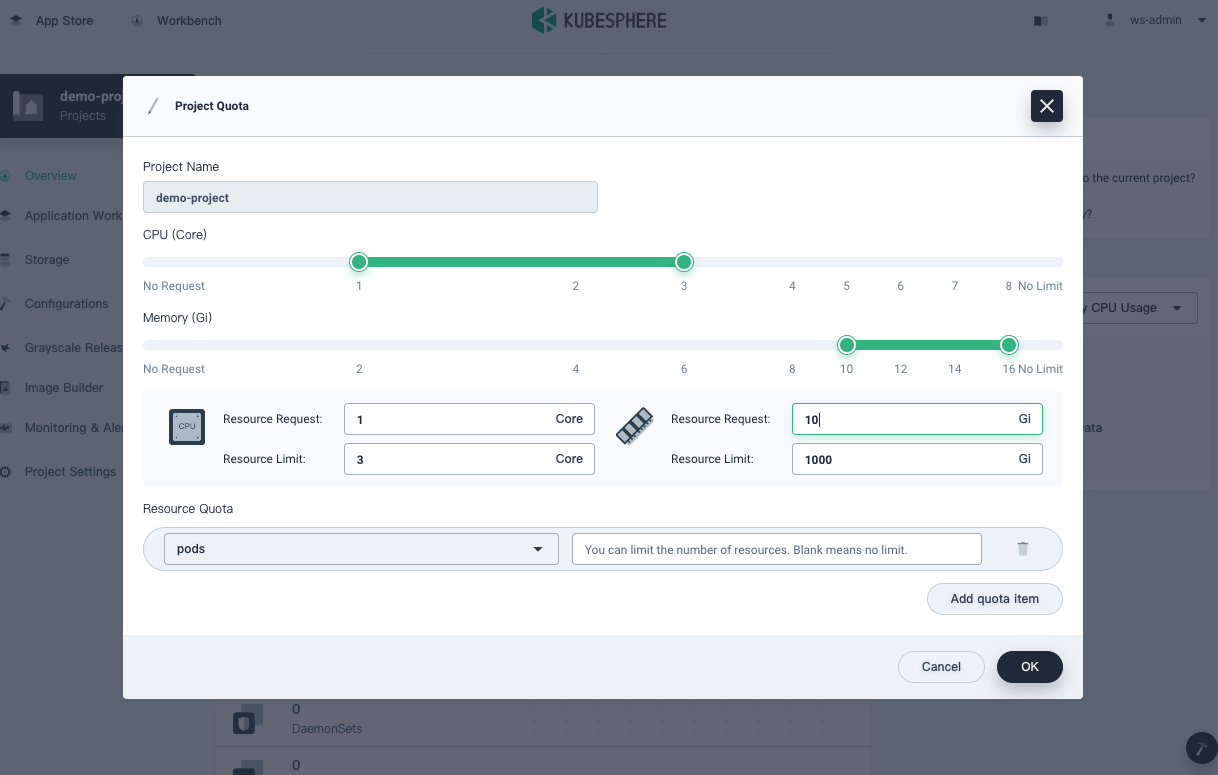 App Store
Workbench
KUBESPHERE
ws-admin
demo-proj
Projects
Project Quota
o the current project?
y?
Overview
Application Work
Storage
Configurations
Grayscale Releas
Image Builder
Monitoring & Aler
Project Settings
y CPU Usage
ata
Project Name
demo-project
CPU (Core)
No Request 1 2 3 4 5 6 7 8 No Limit
Memory (Gi)
No Request 2 4 6 8 10 12 14 16 No Limit
CPU
Resource Request: 1 Core
Resource Limit: 3 Core
Resource Request: 10 Gi
Resource Limit: 1000 Gi
Resource Quota
pods
You can limit the number of resources. Blank means no limit.
Add quota item
Cancel
OK
0
DaemonSets
0